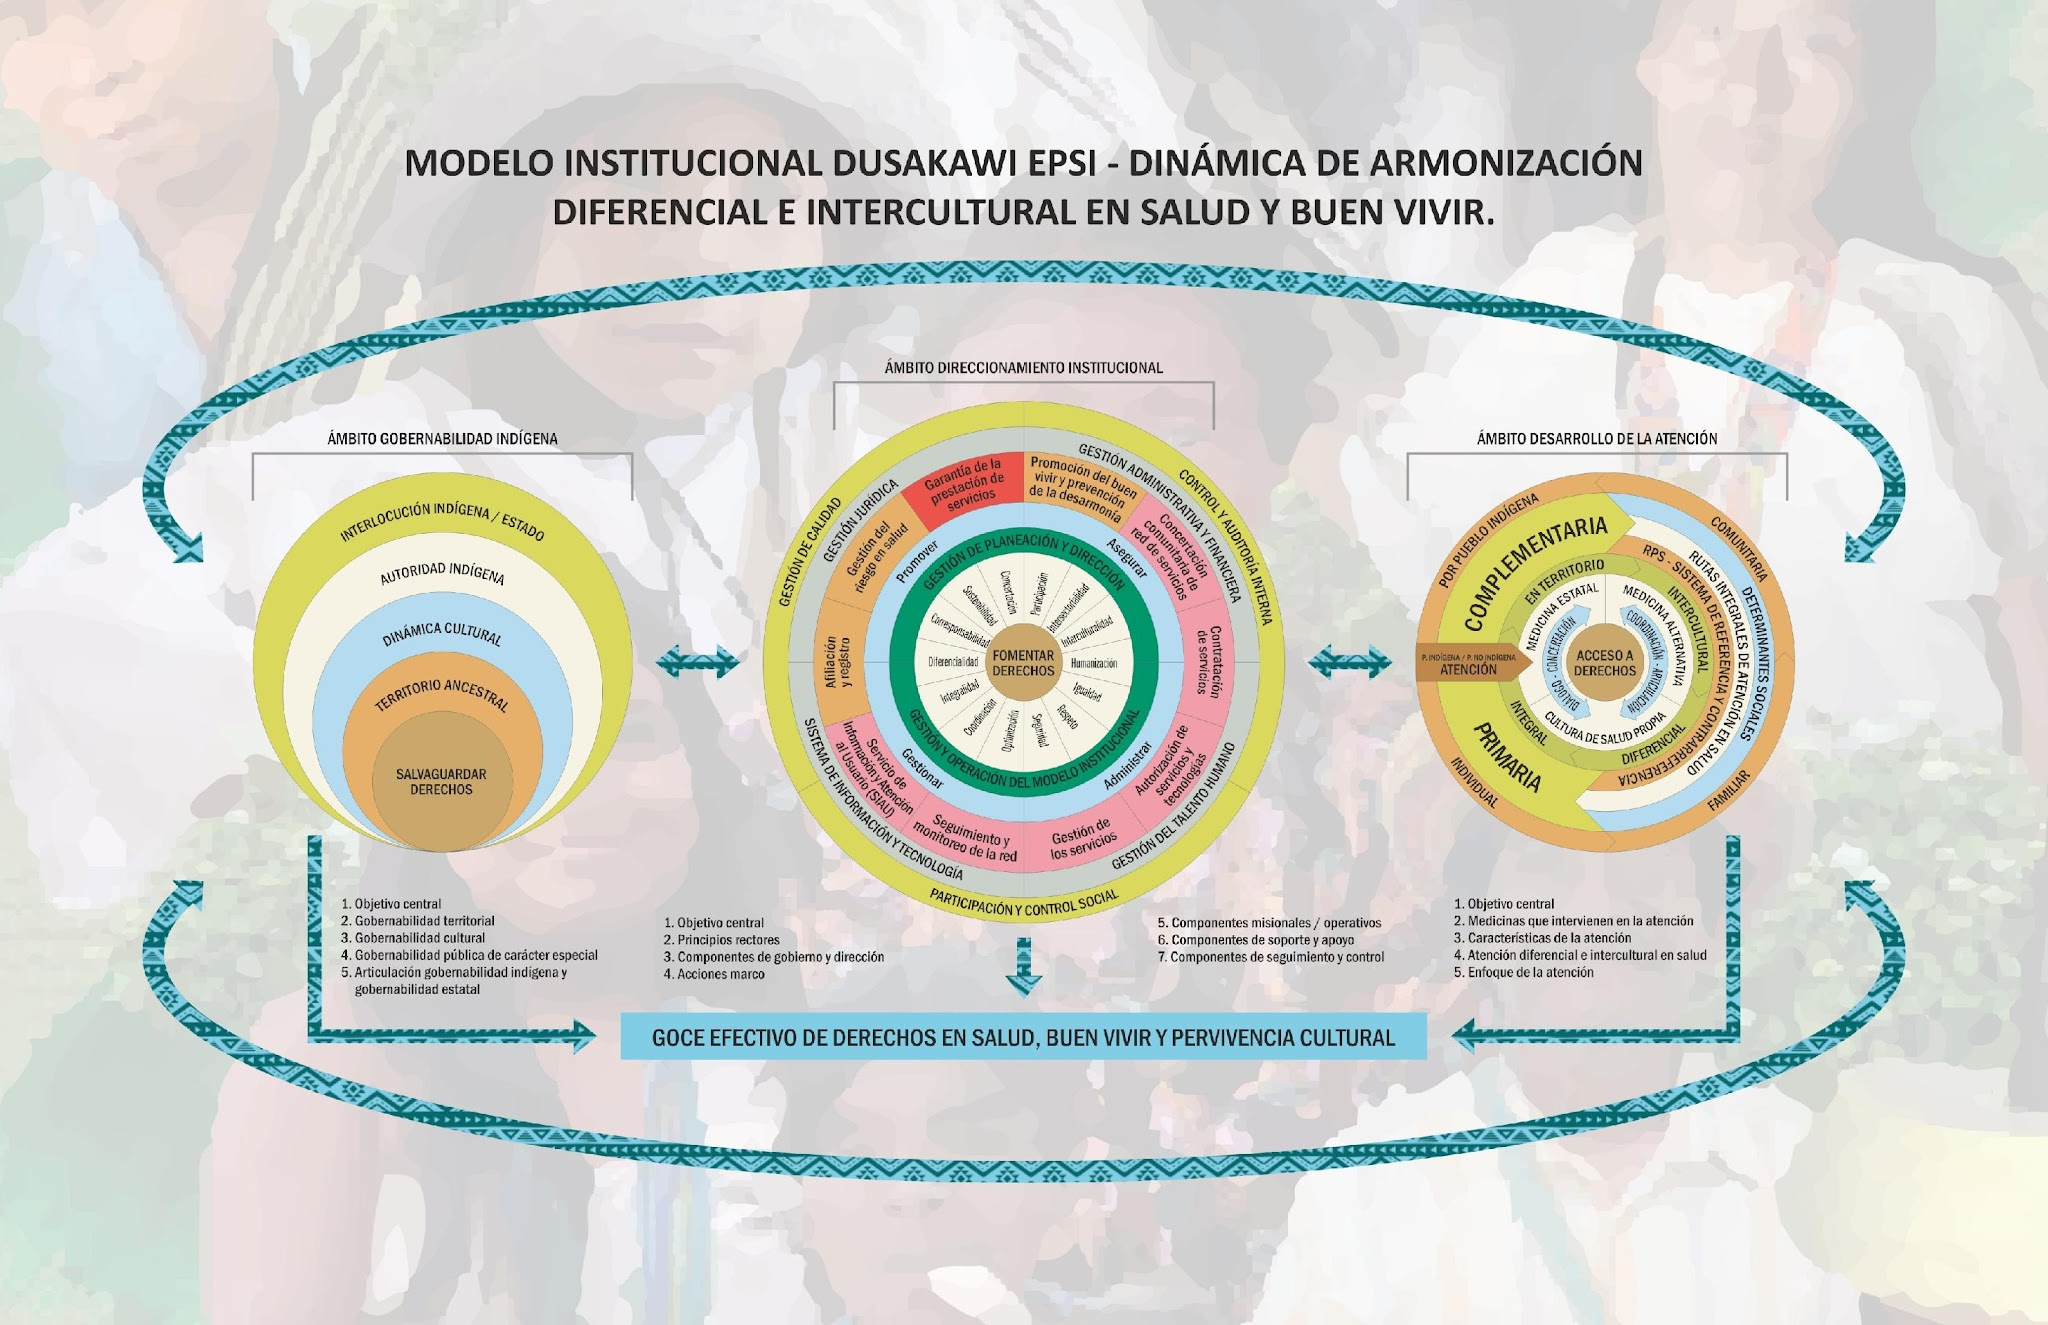 MODELO INSTITUCIONAL DUSAKAWI EPSI - DINÁMICA DE ARMONIZACIÓN
DIFERENCIAL E INTERCULTURAL EN SALUD Y BUEN VIVIR.
ÁMBITO GOBERNABILIDAD INDÍGENA
INTERLOCUCIÓN INDÍGENA / ESTADO
AUTORIDAD INDÍGENA
DINÁMICA CULTURAL
TERRITORIO ANCESTRAL
SALVAGUARDAR
DERECHOS
1. Objetivo central
2. Gobernabilidad territorial
3. Gobernabilidad cultural
4. Gobernabilidad pública de carácter especial
5. Articulación gobernabilidad indígena y
gobernabilidad estatal
ÁMBITO DIRECCIONAMIENTO INSTITUCIONAL
GESTIÓN DE CALIDAD
CONTROL Y AUDITORÍA INTERNA
PARTICIPACIÓN Y CONTROL SOCIAL
GESTIÓN JURÍDICA
GESTIÓN ADMINISTRATIVA Y FINANCIERA
GESTIÓN DEL TALENTO HUMANO
SISTEMA DE INFORMACIÓN Y TECNOLOGÍA
Garantía de la
prestación de
servicios
Promoción del buen
vivir y prevención
de la desarmonía
Concertación
comunitaria de
red de servicios
Contratación
de servicios
Autorización de
servicios y
tecnologías
Gestión de
los servicios
Seguimiento y
monitoreo de la red
Servicio de
Información y Atención
al Usuario (SIAU)
Afiliación
y registro
Gestión del
riesgo en salud
Promover
Asegurar
Administrar
Gestionar
GESTIÓN DE PLANEACIÓN Y DIRECCIÓN
GESTIÓN Y OPERACIÓN DEL MODELO INSTITUCIONAL
Concertación
Participación
Intersectorialidad
Interculturalidad
Humanización
Igualdad
Respeto
Seguridad
Optimización
Coordinación
Integralidad
Diferencialidad
Corresponsabilidad
Sostenibilidad
FOMENTAR
DERECHOS
1. Objetivo central
2. Principios rectores
3. Componentes de gobierno y dirección
4. Acciones marco
5. Componentes misionales / operativos
6. Componentes de soporte y apoyo
7. Componentes de seguimiento y control
ÁMBITO DESARROLLO DE LA ATENCIÓN
POR PUEBLO INDÍGENA
COMUNITARIA
FAMILIAR
INDIVIDUAL
COMPLEMENTARIA
PRIMARIA
DETERMINANTES SOCIALES
RUTAS INTEGRALES DE ATENCIÓN EN SALUD
RPS - SISTEMA DE REFERENCIA Y CONTRARREFERENCIA
EN TERRITORIO
INTERCULTURAL
DIFERENCIAL
INTEGRAL
MEDICINA ESTATAL
MEDICINA ALTERNATIVA
CULTURA DE SALUD PROPIA
DIÁLOGO - CONCERTACIÓN
COORDINACIÓN - ARTICULACIÓN
ACCESO A
DERECHOS
P. INDÍGENA / P. NO INDÍGENA
ATENCIÓN
1. Objetivo central
2. Medicinas que intervienen en la atención
3. Características de la atención
4. Atención diferencial e intercultural en salud
5. Enfoque de la atención
GOCE EFECTIVO DE DERECHOS EN SALUD, BUEN VIVIR Y PERVIVENCIA CULTURAL